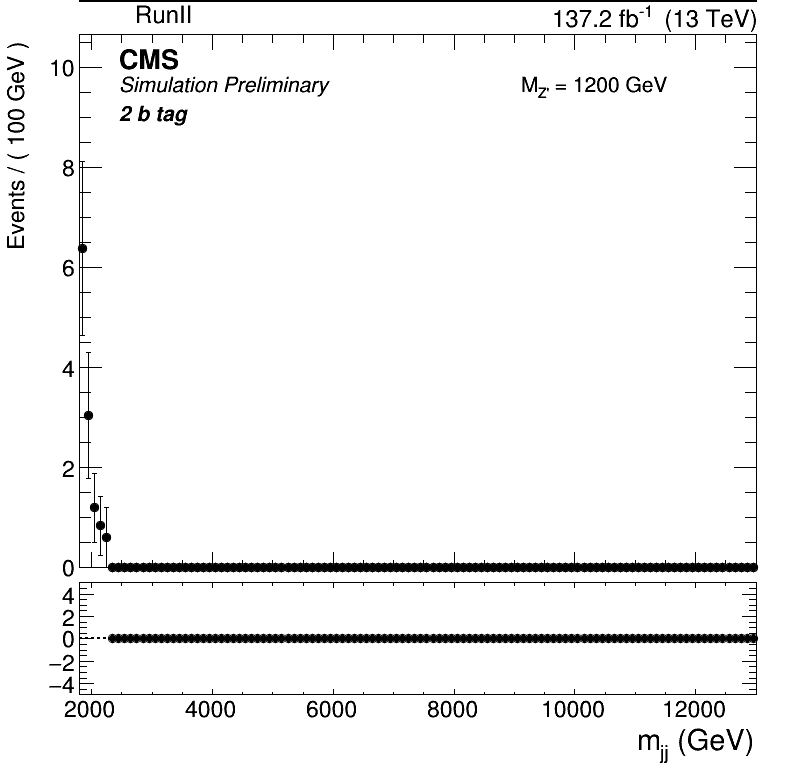 RunII 137.2 fb-1 (13 TeV)
CMS
Simulation Preliminary
MZ' = 1200 GeV
2 b tag
Events / ( 100 GeV )
10
8
6
4
2
0
4
2
0
−2
−4
2000 4000 6000 8000 10000 12000
mjj (GeV)